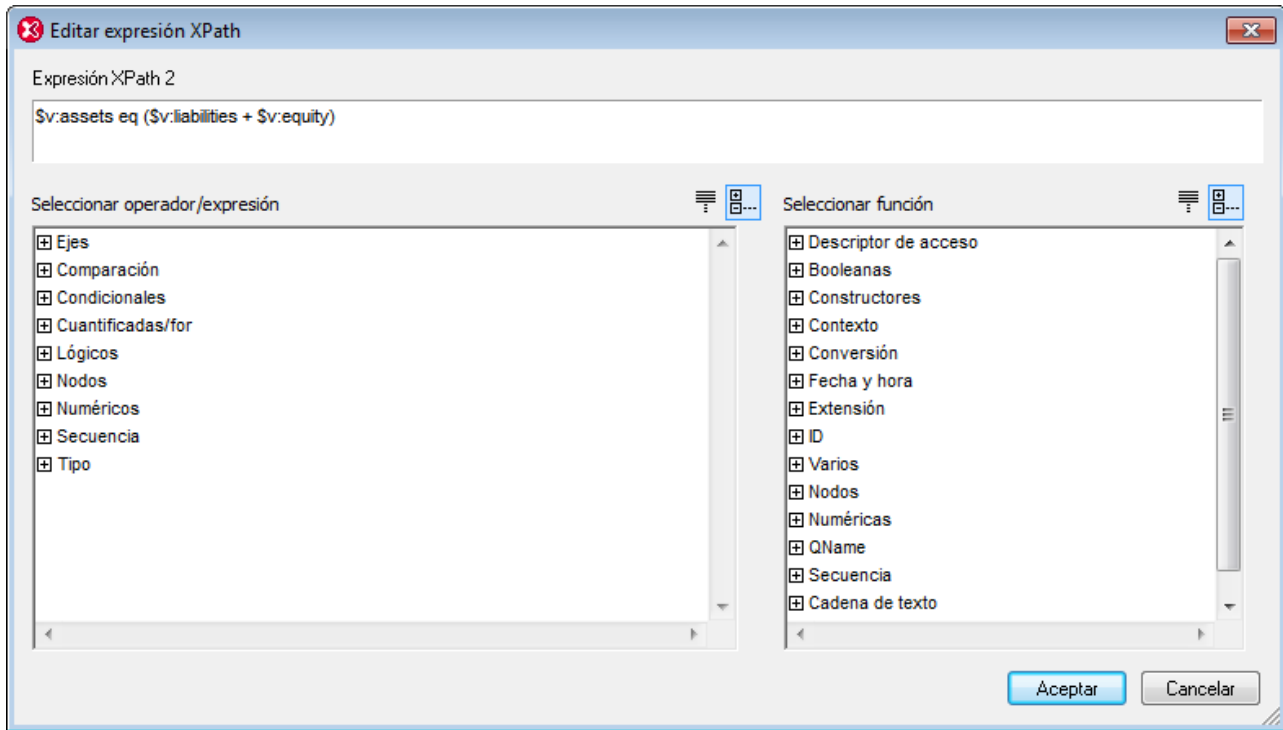 Editar expresión XPath
Expresión XPath 2
$v:assets eq ($v:liabilities + $v:equity)
Seleccionar operador/expresión
Ejes
Comparación
Condicionales
Cuantificadas/for
Lógicos
Nodos
Numéricos
Secuencia
Tipo
Seleccionar función
Descriptor de acceso
Booleanas
Constructores
Contexto
Conversión
Fecha y hora
Extensión
ID
Varios
Nodos
Numéricas
QName
Secuencia
Cadena de texto
Aceptar
Cancelar